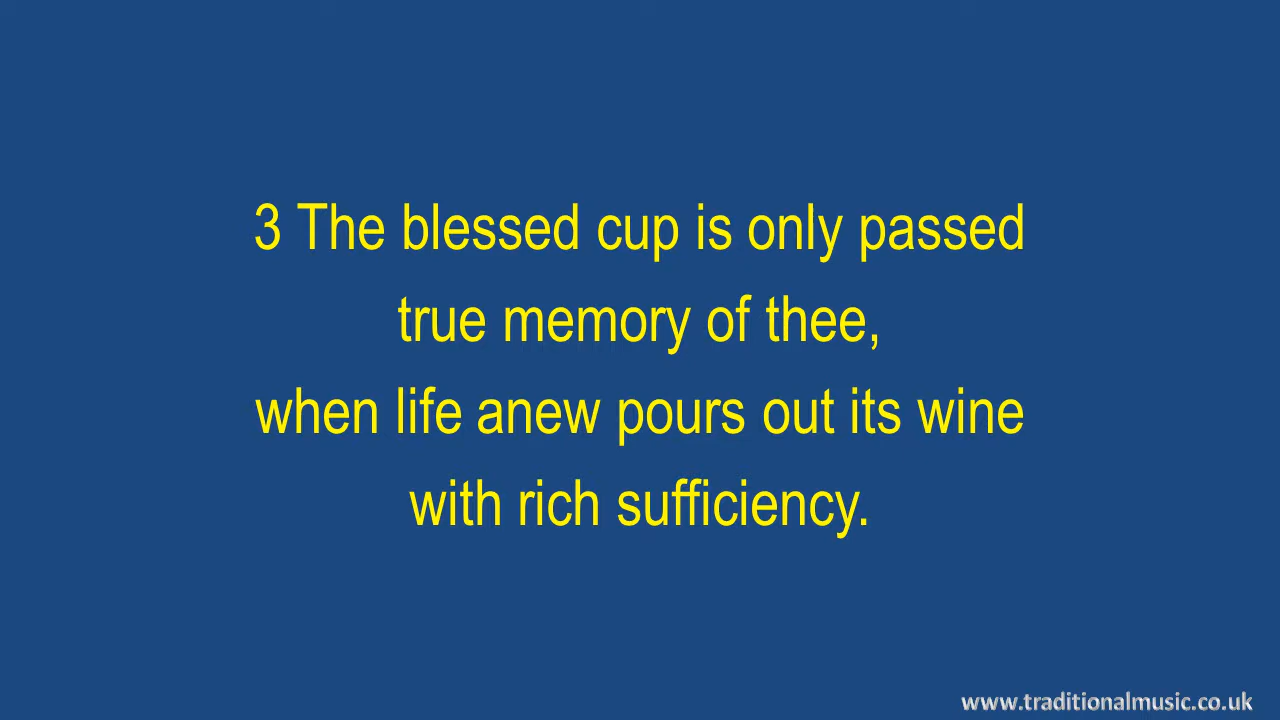 3 The blessed cup is only passed
true memory of thee,
when life anew pours out its wine
with rich sufficiency.
www.traditionalmusic.co.uk